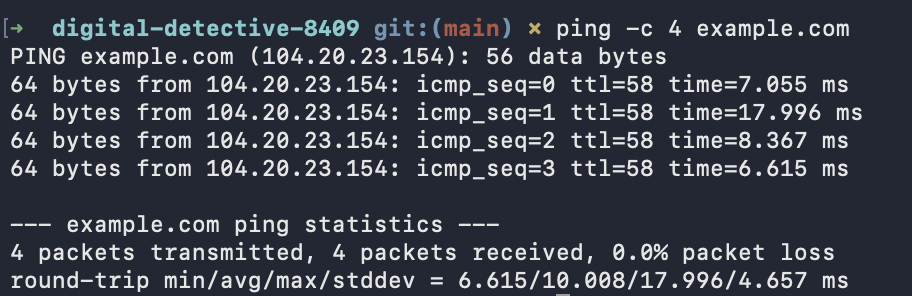 [➜  digital-detective-8409 git:(main) ✗ ping -c 4 example.com
PING example.com (104.20.23.154): 56 data bytes
64 bytes from 104.20.23.154: icmp_seq=0 ttl=58 time=7.055 ms
64 bytes from 104.20.23.154: icmp_seq=1 ttl=58 time=17.996 ms
64 bytes from 104.20.23.154: icmp_seq=2 ttl=58 time=8.367 ms
64 bytes from 104.20.23.154: icmp_seq=3 ttl=58 time=6.615 ms

--- example.com ping statistics ---
4 packets transmitted, 4 packets received, 0.0% packet loss
round-trip min/avg/max/stddev = 6.615/10.008/17.996/4.657 ms